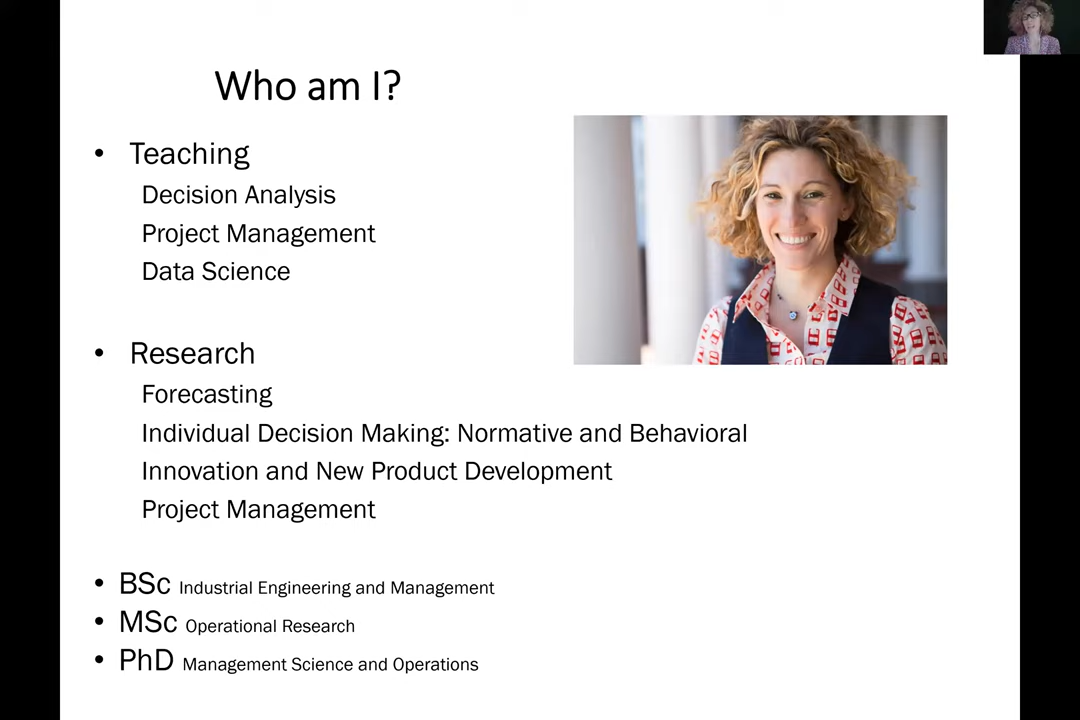 Who am I?
• Teaching
Decision Analysis
Project Management
Data Science
• Research
Forecasting
Individual Decision Making: Normative and Behavioral
Innovation and New Product Development
Project Management
• BSc Industrial Engineering and Management
• MSc Operational Research
• PhD Management Science and Operations